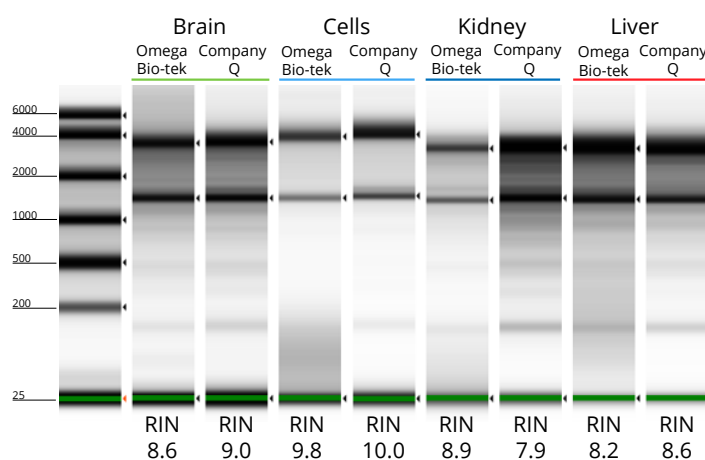 Brain Cells Kidney Liver
Omega Bio-tek Company Q Omega Bio-tek Company Q Omega Bio-tek Company Q Omega Bio-tek Company Q
6000
4000
2000
1000
500
200
25
RIN RIN RIN RIN RIN RIN RIN RIN
8.6 9.0 9.8 10.0 8.9 7.9 8.2 8.6